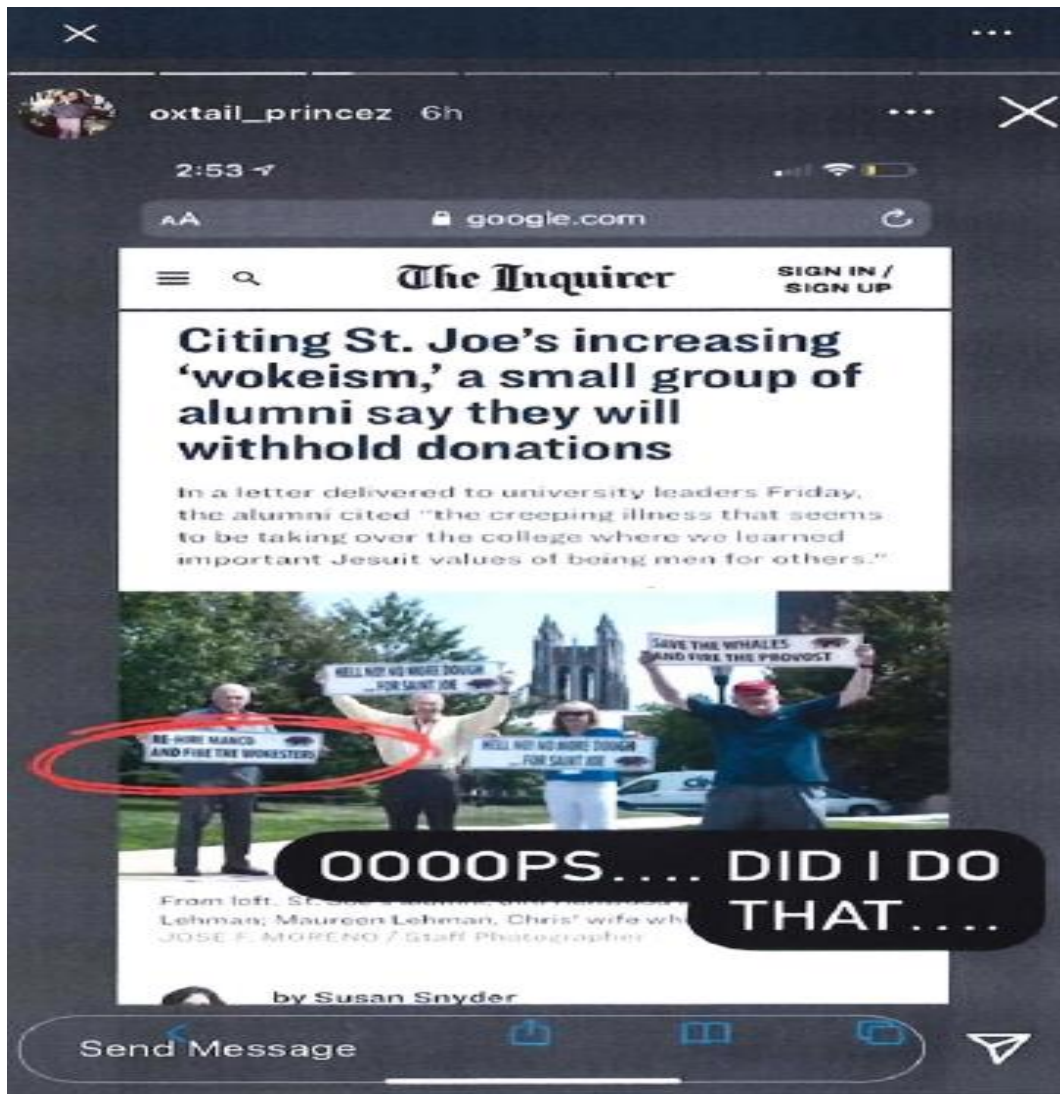 oxtail_princez 6h
2:53
AA google.com
The Inquirer
SIGN IN /
SIGN UP
Citing St. Joe's increasing
'wokeism,' a small group of
alumni say they will
withhold donations
In a letter delivered to university leaders Friday,
the alumni cited "the creeping illness that seems
to be taking over the college where we learned
important Jesuit values of being men for others."
SAVE THE WHALES
AND FIRE THE PROVOST
HELL NO! NO MORE DOUGH
...FOR SAINT JOE
RE-HIRE MANCO
AND FIRE THE WOKESTERS
HELL NO! NO MORE DOUGH
...FOR SAINT JOE
OOOOPS.... DID I DO
THAT....
From left, St.
Lehman; Maureen Lehman, Chris' wife
JOSE F. MORENO / Staff Photographer
by Susan Snyder
Send Message